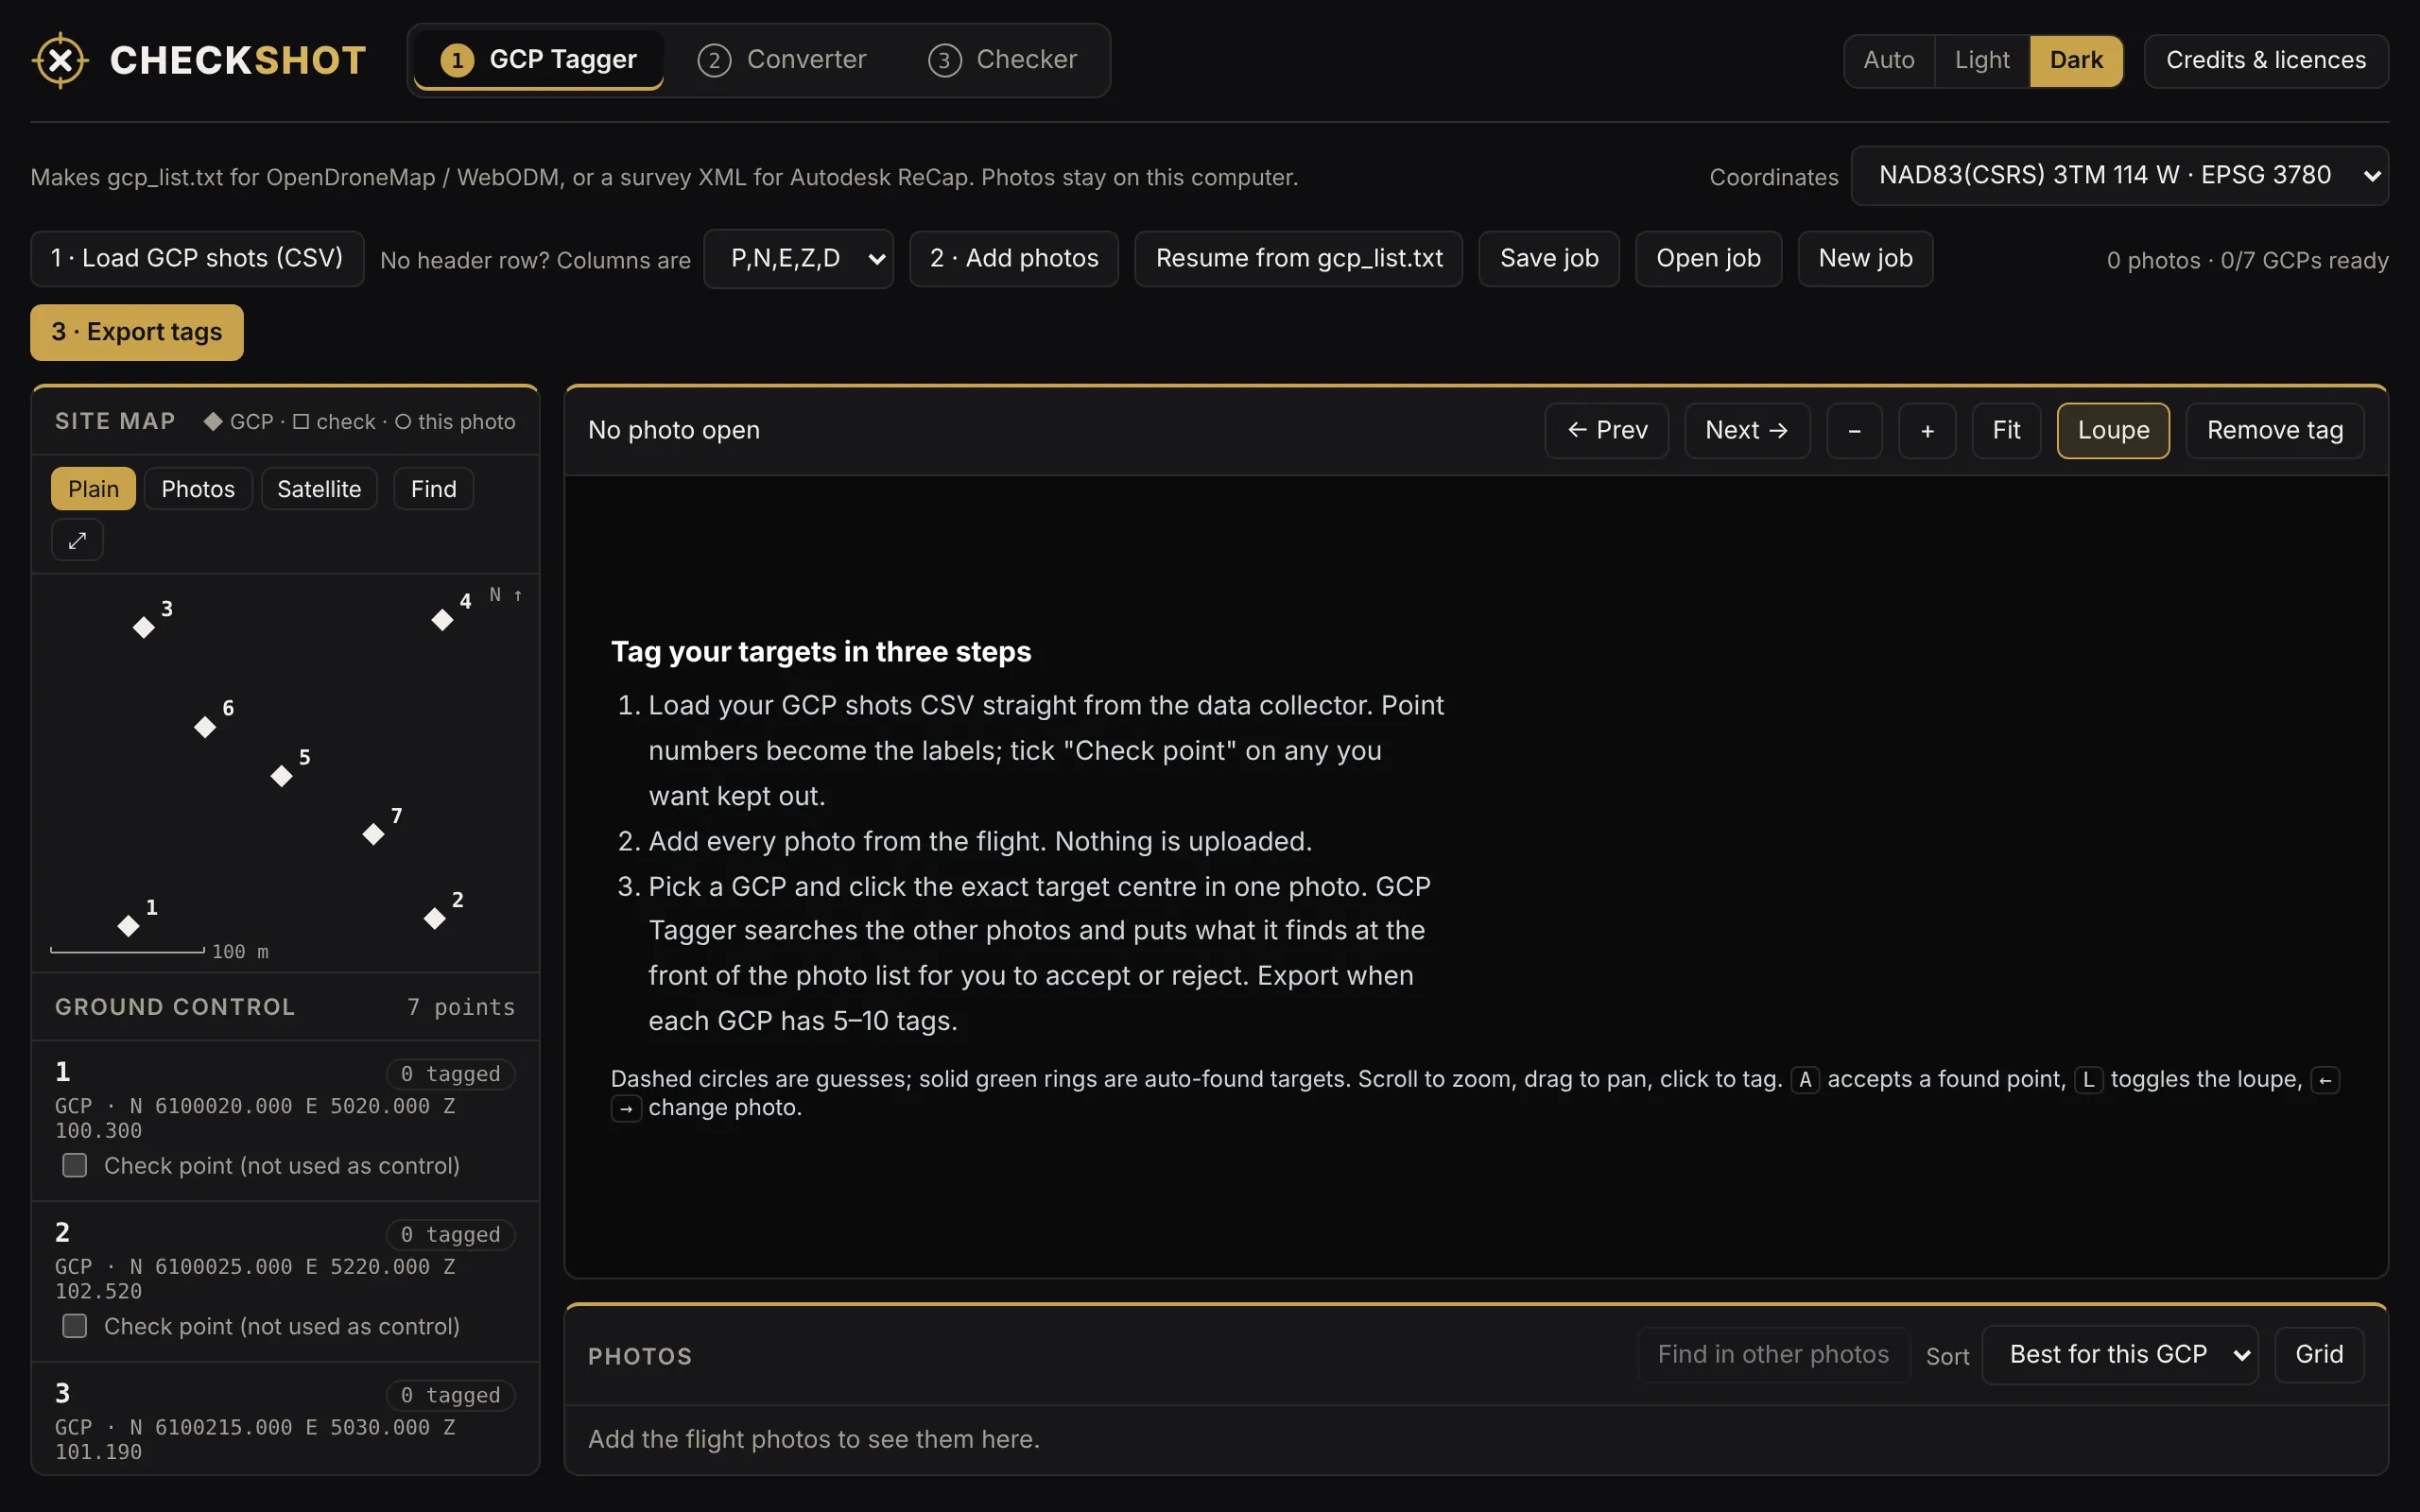 CHECKSHOT
1 GCP Tagger
2 Converter
3 Checker
Auto Light Dark
Credits & licences
Makes gcp_list.txt for OpenDroneMap / WebODM, or a survey XML for Autodesk ReCap. Photos stay on this computer.
Coordinates NAD83(CSRS) 3TM 114 W · EPSG 3780
1 · Load GCP shots (CSV) No header row? Columns are P,N,E,Z,D 2 · Add photos Resume from gcp_list.txt Save job Open job New job 0 photos · 0/7 GCPs ready
3 · Export tags
SITE MAP ◆ GCP · □ check · ○ this photo
Plain Photos Satellite Find
⤢
N ↑
3
4
6
5
7
1
2
100 m
GROUND CONTROL 7 points
1 0 tagged
GCP · N 6100020.000 E 5020.000 Z
100.300
Check point (not used as control)
2 0 tagged
GCP · N 6100025.000 E 5220.000 Z
102.520
Check point (not used as control)
3 0 tagged
GCP · N 6100215.000 E 5030.000 Z
101.190
No photo open ← Prev Next → − + Fit Loupe Remove tag
Tag your targets in three steps
1. Load your GCP shots CSV straight from the data collector. Point
numbers become the labels; tick "Check point" on any you
want kept out.
2. Add every photo from the flight. Nothing is uploaded.
3. Pick a GCP and click the exact target centre in one photo. GCP
Tagger searches the other photos and puts what it finds at the
front of the photo list for you to accept or reject. Export when
each GCP has 5–10 tags.
Dashed circles are guesses; solid green rings are auto-found targets. Scroll to zoom, drag to pan, click to tag. A accepts a found point, L toggles the loupe, ←
→ change photo.
PHOTOS Find in other photos Sort Best for this GCP Grid
Add the flight photos to see them here.